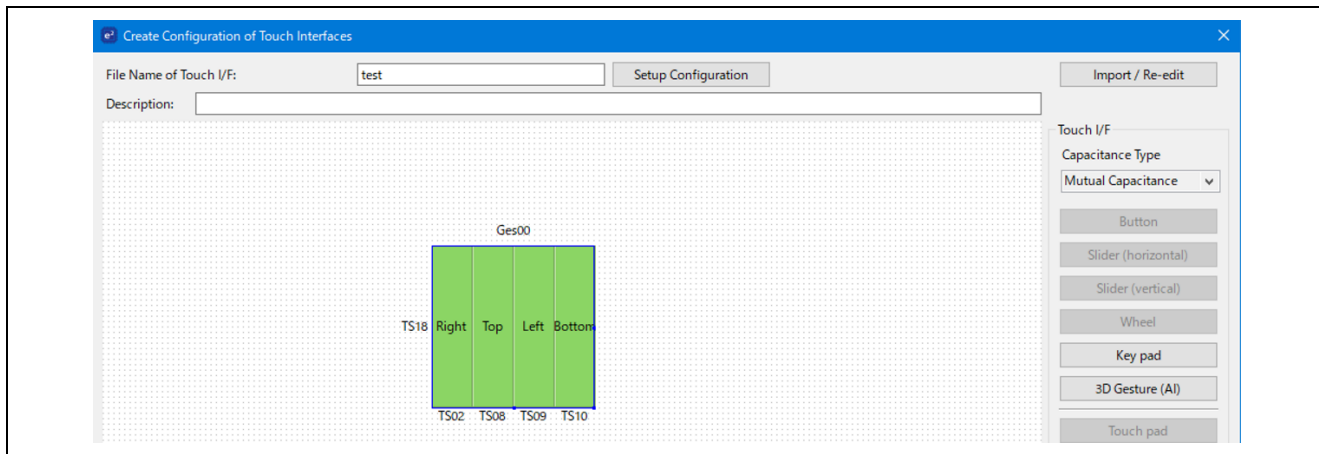 e² Create Configuration of Touch Interfaces
File Name of Touch I/F: test Setup Configuration Import / Re-edit
Description:
Touch I/F
Capacitance Type
Mutual Capacitance
Button
Slider (horizontal)
Slider (vertical)
Wheel
Key pad
3D Gesture (AI)
Touch pad
Ges00
TS18 Right Top Left Bottom
TS02 TS08 TS09 TS10